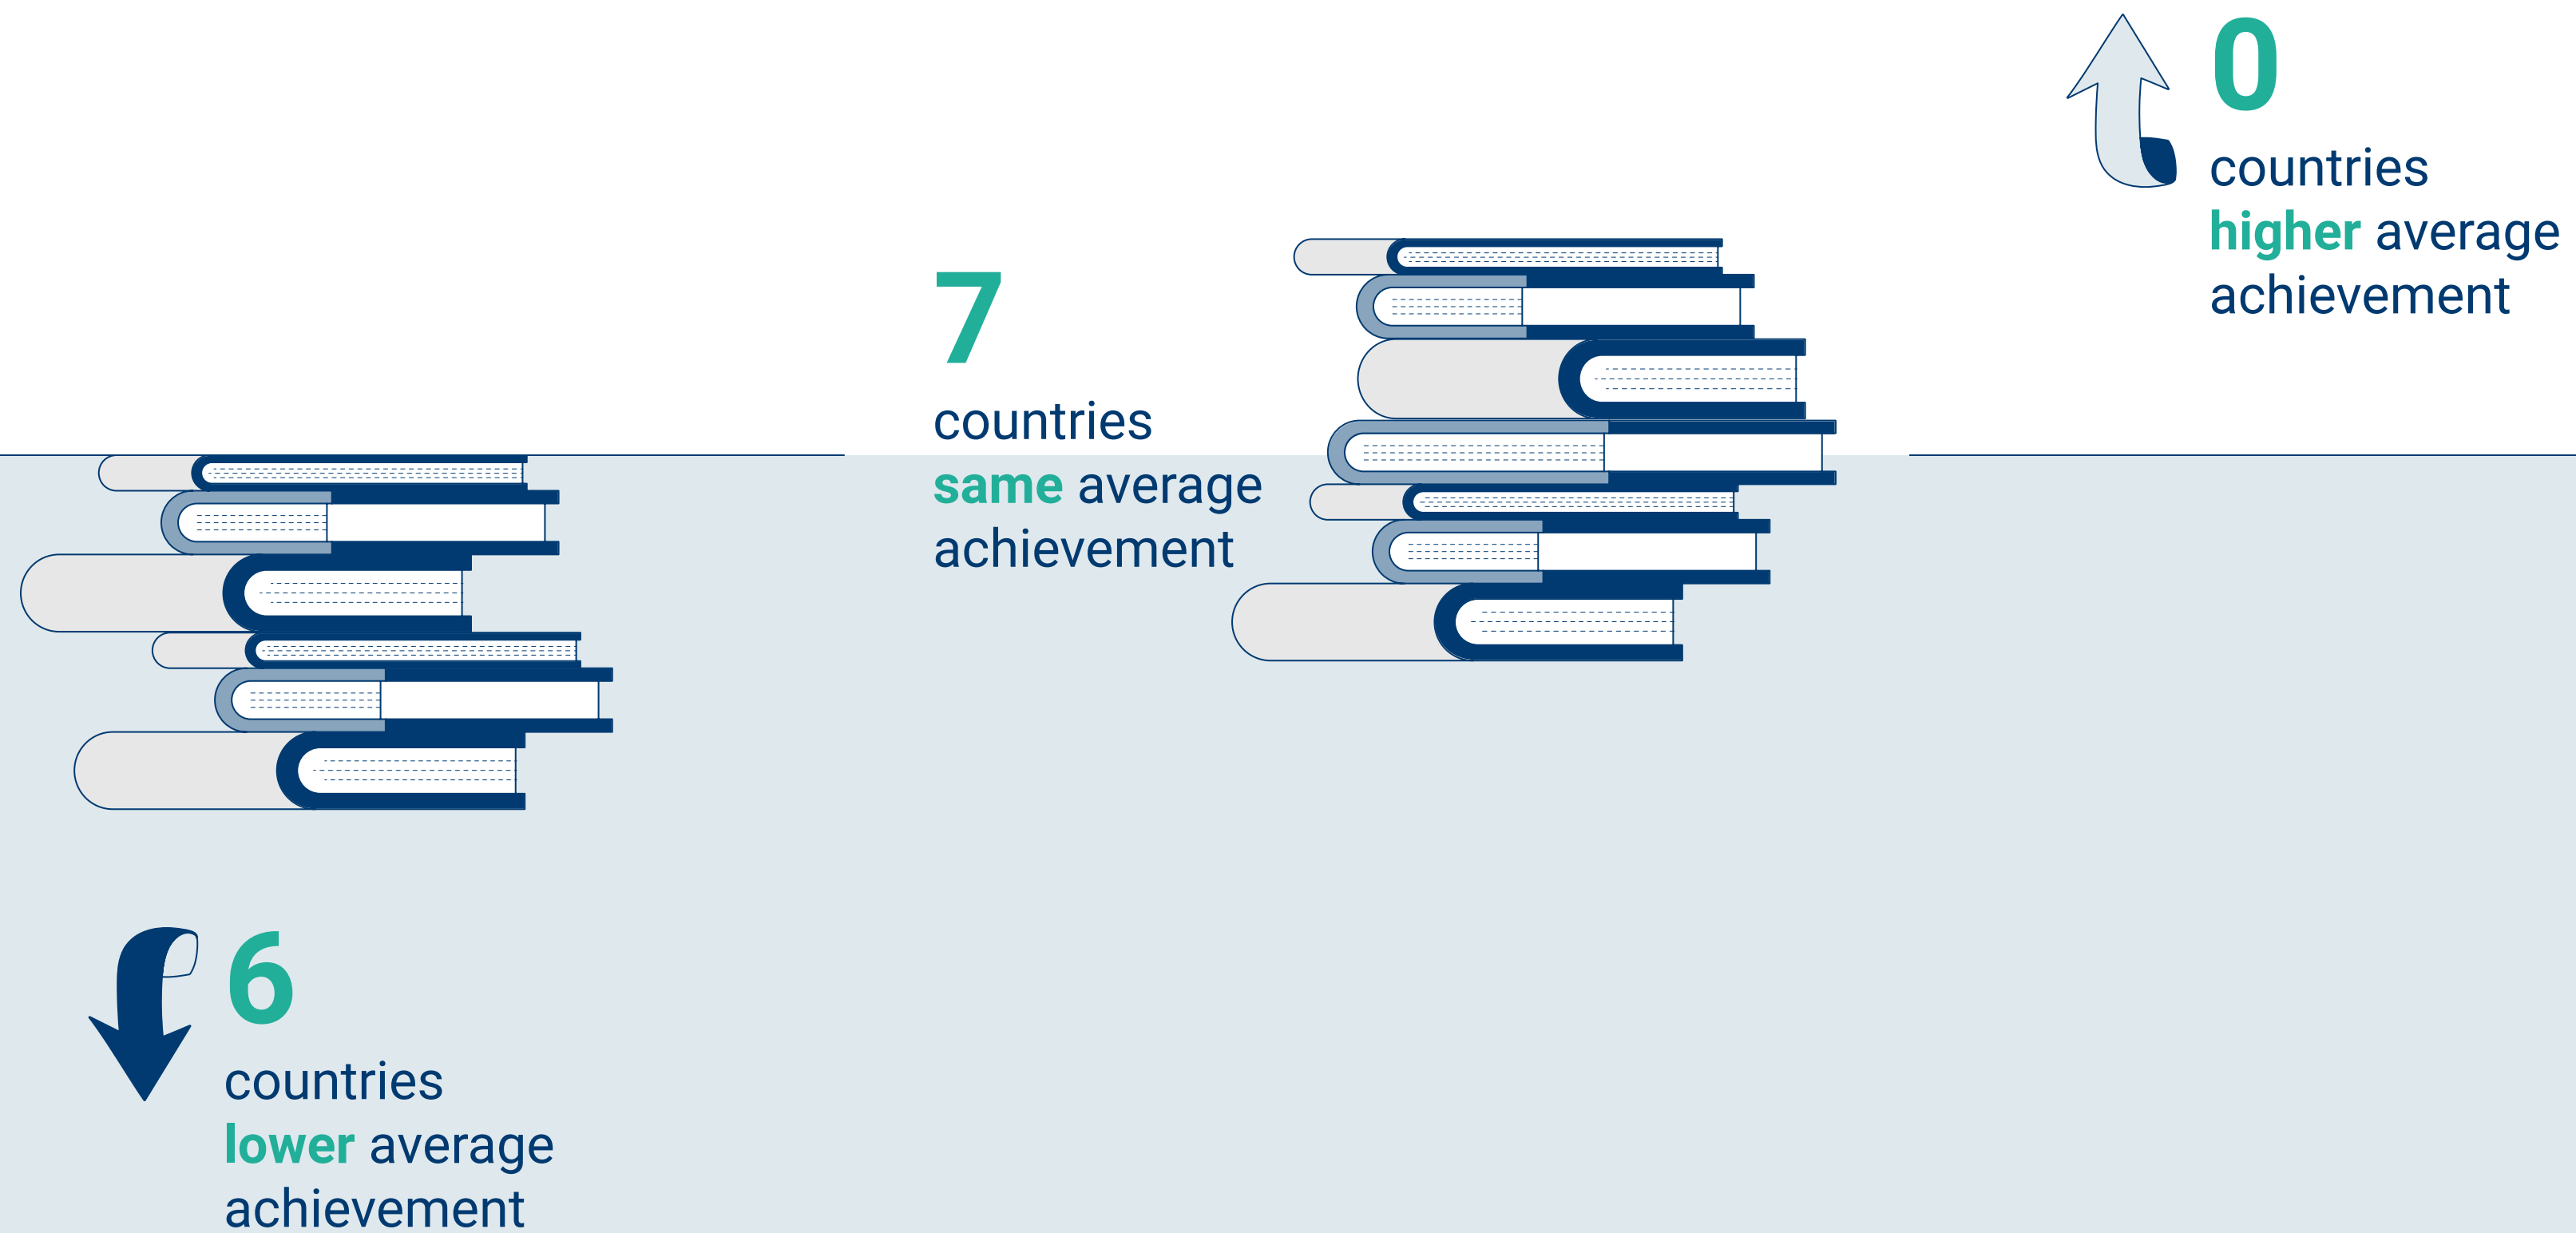 6
countries
lower average
achievement
7
countries
same average
achievement
0
countries
higher average
achievement